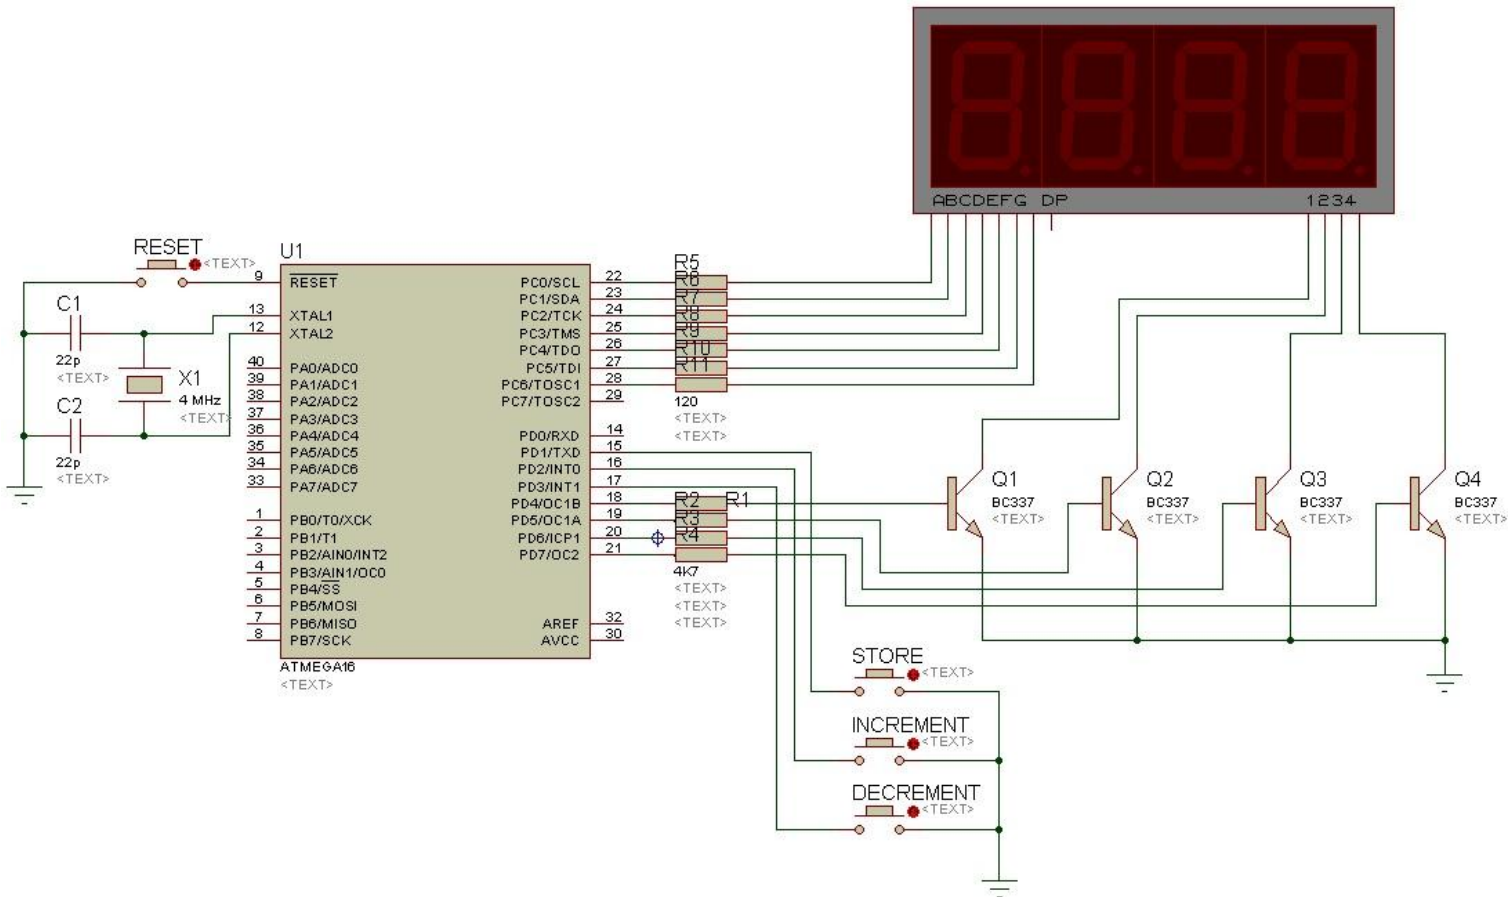 ABCDEFG DP
1234
RESET
<TEXT>
C1
22p
<TEXT>
X1
4 MHz
<TEXT>
C2
22p
<TEXT>
U1
9 RESET
13 XTAL1
12 XTAL2
40 PA0/ADC0
39 PA1/ADC1
38 PA2/ADC2
37 PA3/ADC3
36 PA4/ADC4
35 PA5/ADC5
34 PA6/ADC6
33 PA7/ADC7
1 PB0/T0/XCK
2 PB1/T1
3 PB2/AIN0/INT2
4 PB3/AIN1/OC0
5 PB4/SS
6 PB5/MOSI
7 PB6/MISO
8 PB7/SCK
PC0/SCL 22
PC1/SDA 23
PC2/TCK 24
PC3/TMS 25
PC4/TDO 26
PC5/TDI 27
PC6/TOSC1 28
PC7/TOSC2 29
PD0/RXD 14
PD1/TXD 15
PD2/INT0 16
PD3/INT1 17
PD4/OC1B 18
PD5/OC1A 19
PD6/ICP1 20
PD7/OC2 21
AREF 32
AVCC 30
ATMEGA16
<TEXT>
R5
R6
R7
R8
R9
R10
R11
120
<TEXT>
<TEXT>
R2 R1
R3
R4
4K7
<TEXT>
<TEXT>
<TEXT>
Q1
BC337
<TEXT>
Q2
BC337
<TEXT>
Q3
BC337
<TEXT>
Q4
BC337
<TEXT>
STORE
<TEXT>
INCREMENT
<TEXT>
DECREMENT
<TEXT>